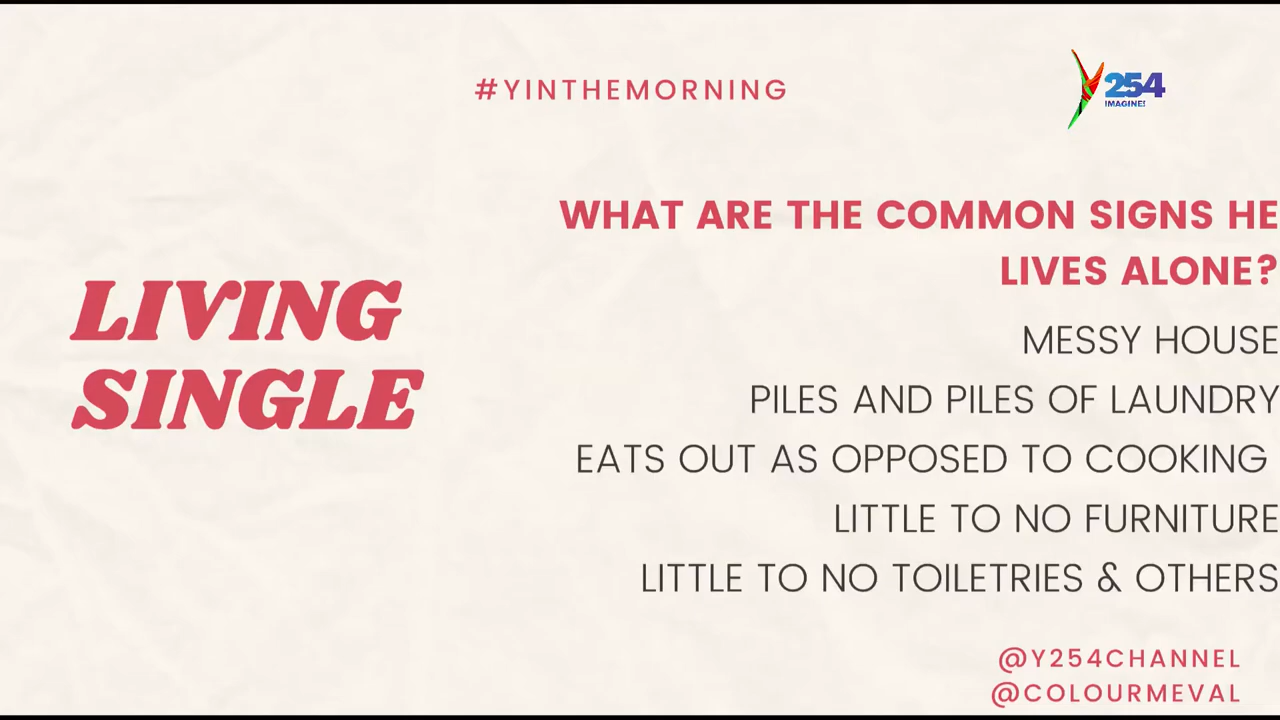 #YINTHEMORNING
254
IMAGINE!
WHAT ARE THE COMMON SIGNS HE
LIVES ALONE?
LIVING
SINGLE
MESSY HOUSE
PILES AND PILES OF LAUNDRY
EATS OUT AS OPPOSED TO COOKING
LITTLE TO NO FURNITURE
LITTLE TO NO TOILETRIES & OTHERS
@Y254CHANNEL
@COLOURMEVAL